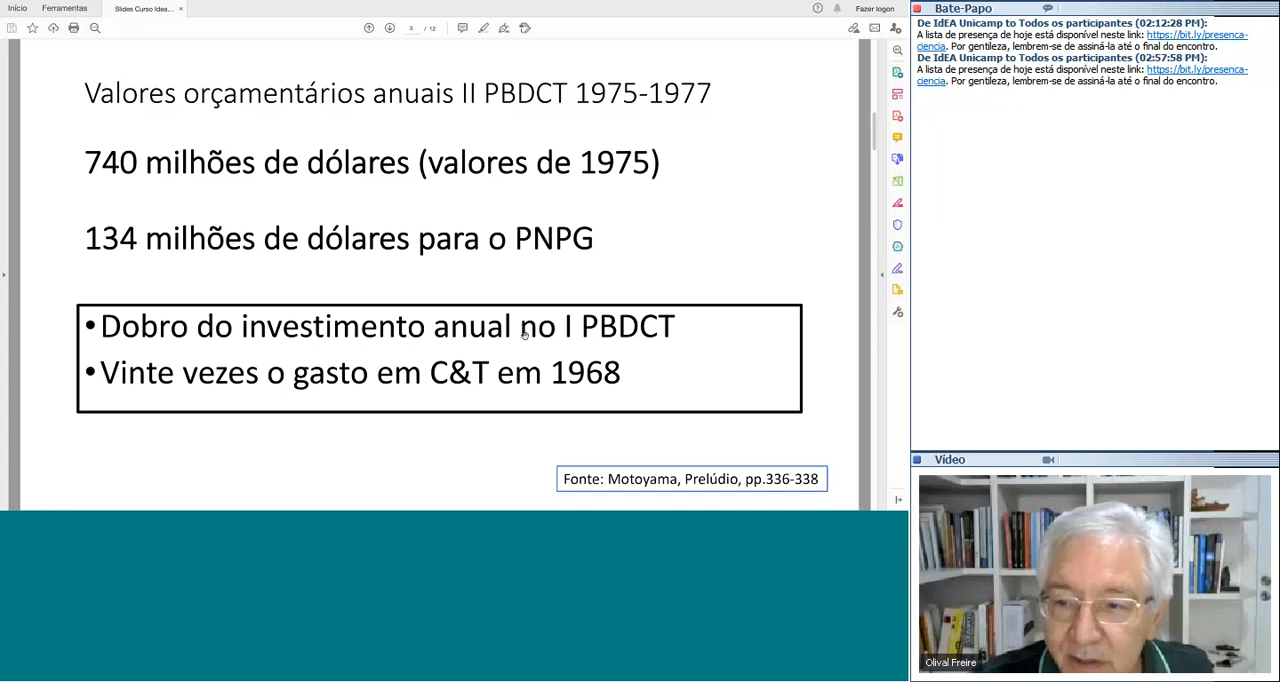 Início Ferramentas Slides Curso Idea... × Fazer logon
3 / 12
Valores orçamentários anuais II PBDCT 1975-1977
740 milhões de dólares (valores de 1975)
134 milhões de dólares para o PNPG
•Dobro do investimento anual no I PBDCT
•Vinte vezes o gasto em C&T em 1968
Fonte: Motoyama, Prelúdio, pp.336-338
Bate-Papo
De IdEA Unicamp to Todos os participantes (02:12:28 PM):
A lista de presença de hoje está disponível neste link: https://bit.ly/presenca-
ciencia. Por gentileza, lembrem-se de assiná-la até o final do encontro.
De IdEA Unicamp to Todos os participantes (02:57:58 PM):
A lista de presença de hoje está disponível neste link: https://bit.ly/presenca-
ciencia. Por gentileza, lembrem-se de assiná-la até o final do encontro.
Vídeo
Olival Freire